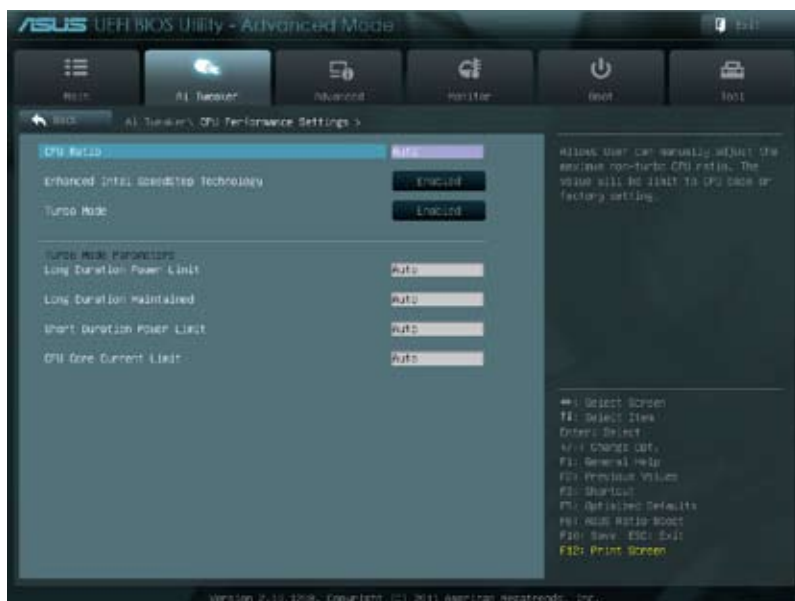 ASUS UEFI BIOS Utility - Advanced Mode
Exit
Main
Ai Tweaker
Advanced
Monitor
Boot
Tool
Back
Ai Tweaker\ CPU Performance Settings >
CPU Ratio
Auto
Enhanced Intel SpeedStep Technology
Enabled
Turbo Mode
Enabled
Turbo Mode Parameters
Long Duration Power Limit
Auto
Long Duration Maintained
Auto
Short Duration Power Limit
Auto
CPU Core Current Limit
Auto
Allows User can manually adjust the
maximum non-turbo CPU ratio. The
value will be limit to CPU base or
factory setting.
→←: Select Screen
↑↓: Select Item
Enter: Select
+/-: Change Opt.
F1: General Help
F2: Previous Values
F3: Shortcut
F5: Optimized Defaults
F6: ASUS Ratio Boost
F10: Save ESC: Exit
F12: Print Screen
Version 2.10.1208. Copyright (C) 2011 American Megatrends, Inc.